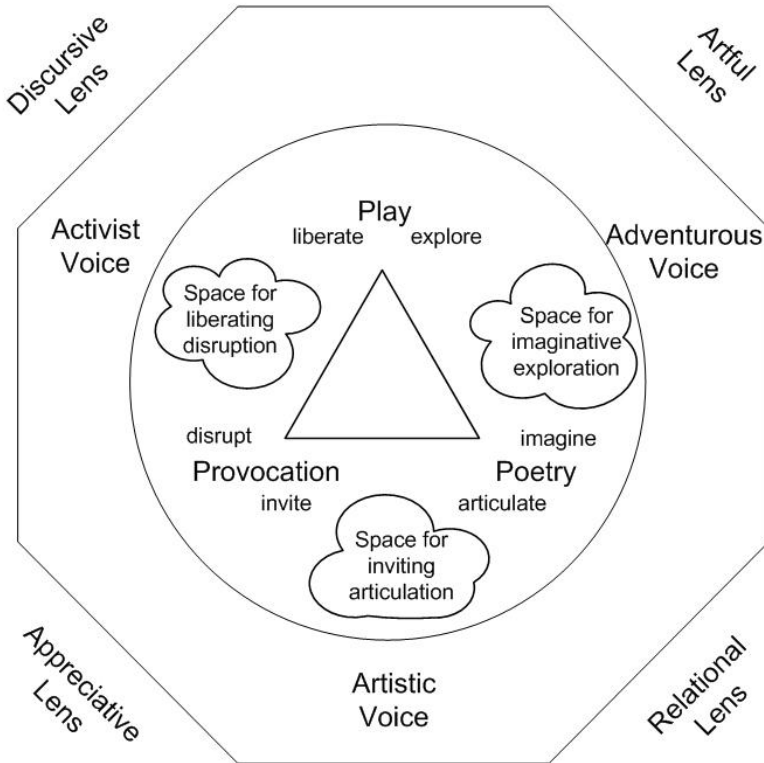 Discursive
Lens
Artful
Lens
Play
liberate explore
Activist
Voice
Adventurous
Voice
Space for
liberating
disruption
Space for
imaginative
exploration
disrupt
imagine
Provocation
Poetry
invite
articulate
Space for
inviting
articulation
Appreciative
Lens
Artistic
Voice
Relational
Lens